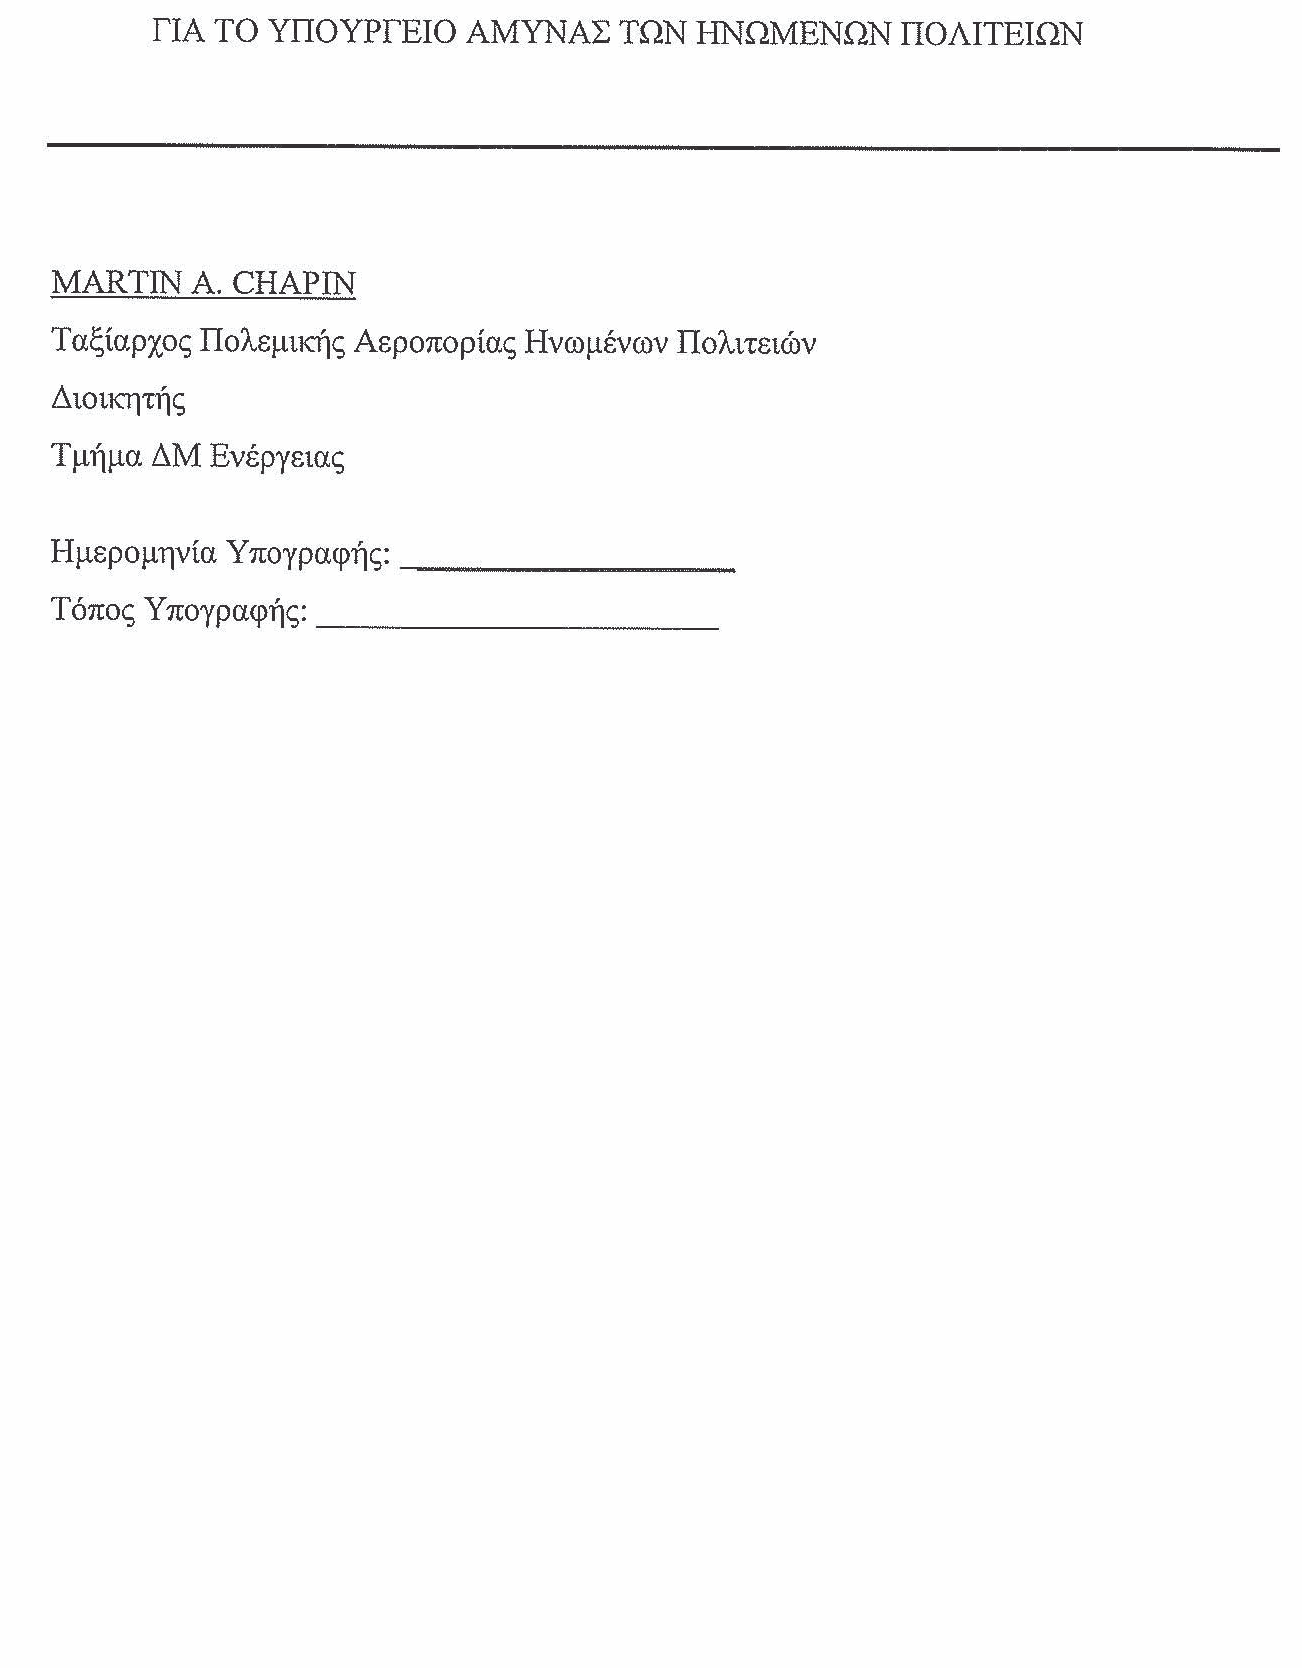 ΓΙΑ ΤΟ ΥΠΟΥΡΓΕΙΟ ΑΜΥΝΑΣ ΤΩΝ ΗΝΩΜΕΝΩΝ ΠΟΛΙΤΕΙΩΝ
MARTIN A. CHAPIN
Ταξίαρχος Πολεμικής Αεροπορίας Ηνωμένων Πολιτειών
Διοικητής
Τμήμα ΔΜ Ενέργειας
Ημερομηνία Υπογραφής:
Τόπος Υπογραφής: